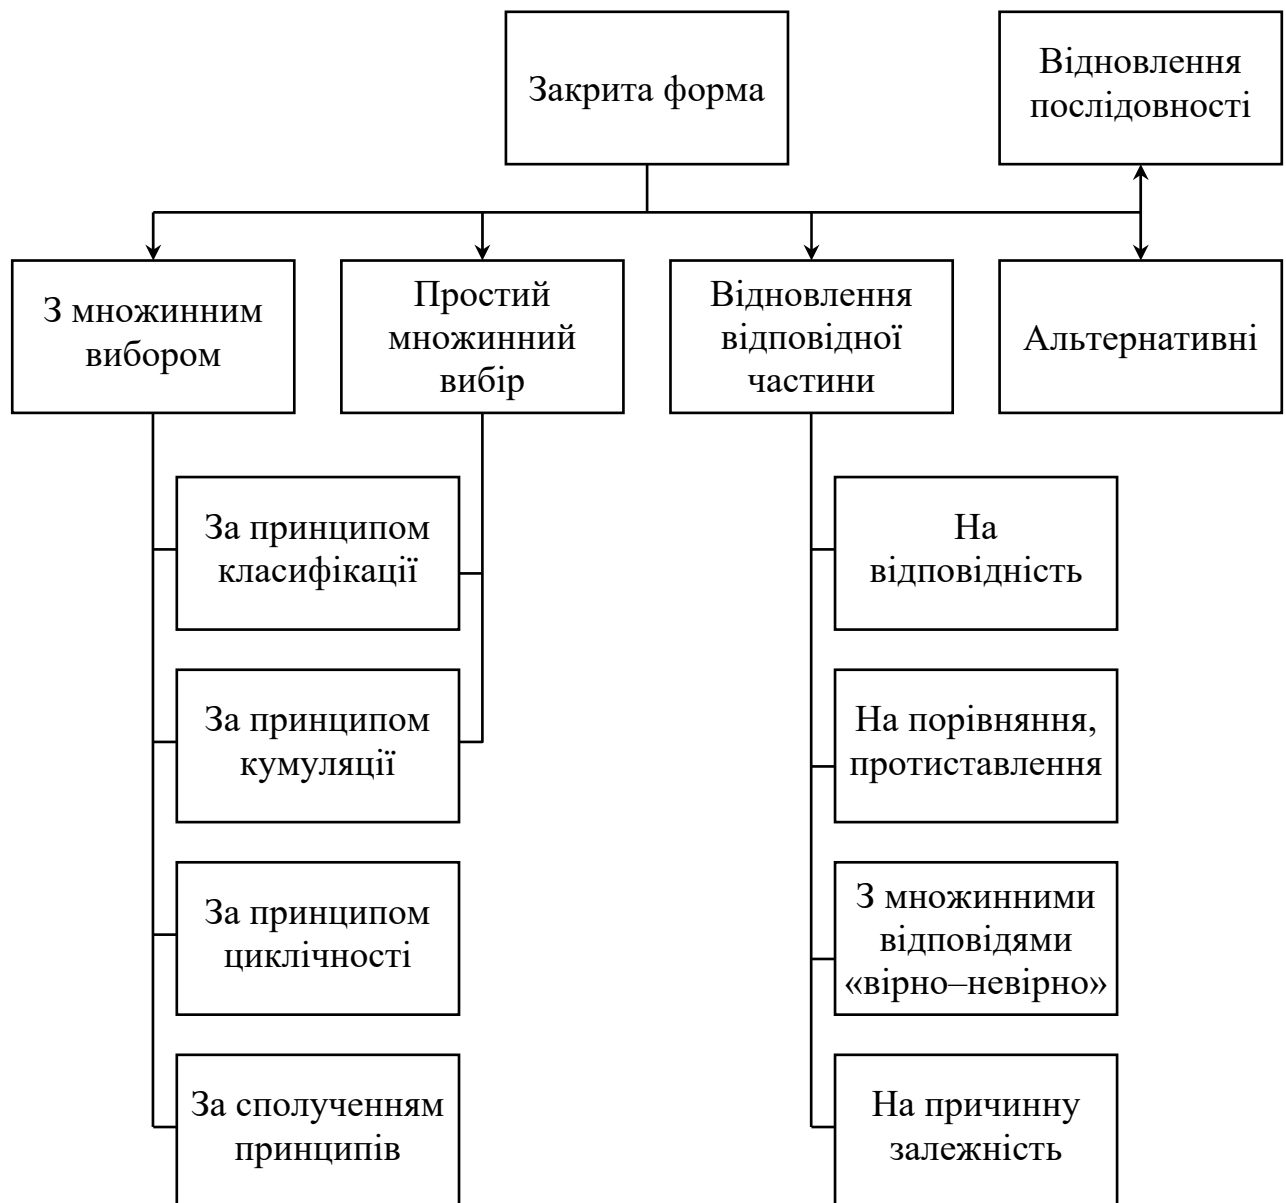 Закрита форма
Відновлення
послідовності
З множинним
вибором
Простий
множинний
вибір
Відновлення
відповідної
частини
Альтернативні
За принципом
класифікації
На
відповідність
За принципом
кумуляції
На порівняння,
протиставлення
За принципом
циклічності
З множинними
відповідями
«вірно–невірно»
За сполученням
принципів
На причинну
залежність